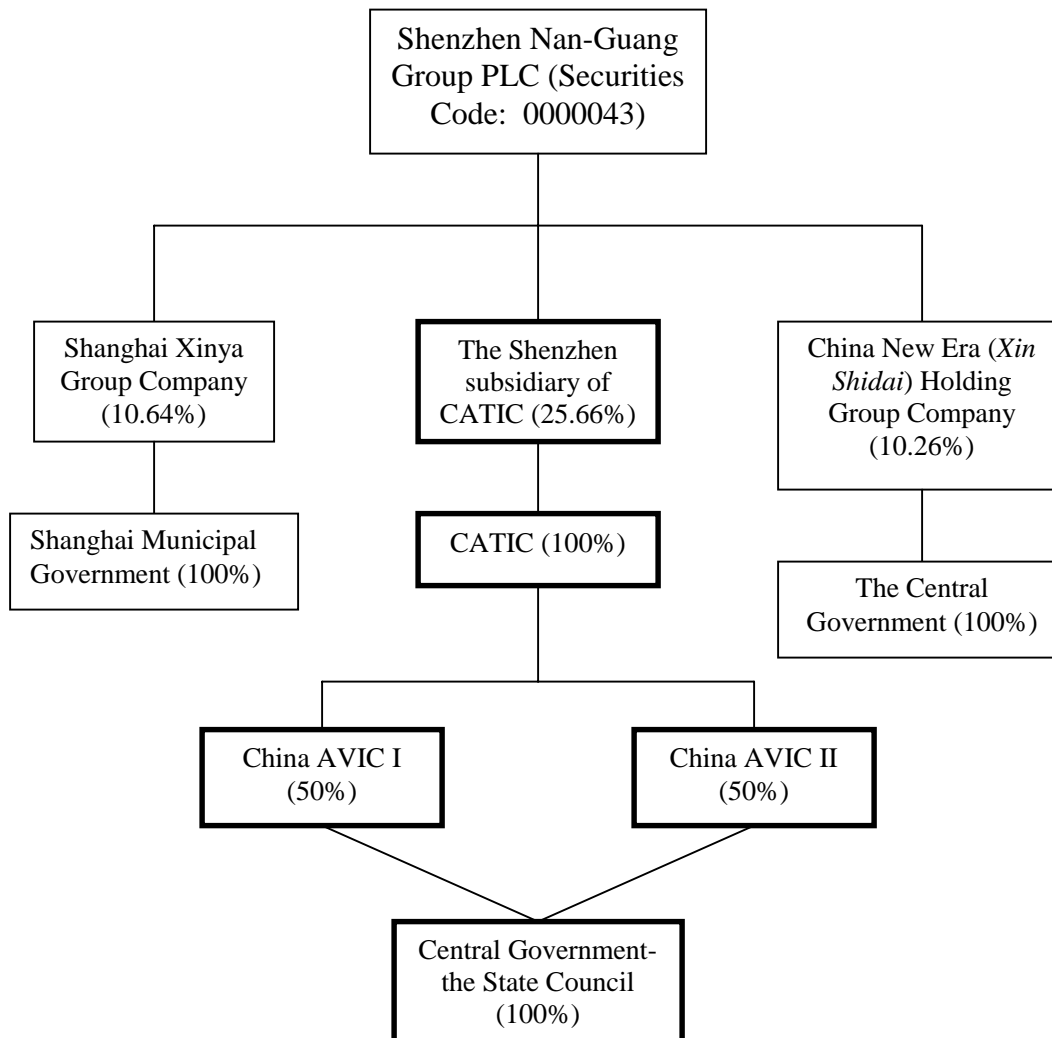 Shenzhen Nan-Guang
Group PLC (Securities
Code: 0000043)
Shanghai Xinya
Group Company
(10.64%)
The Shenzhen
subsidiary of
CATIC (25.66%)
China New Era (Xin
Shidai) Holding
Group Company
(10.26%)
Shanghai Municipal
Government (100%)
CATIC (100%)
The Central
Government (100%)
China AVIC I
(50%)
China AVIC II
(50%)
Central Government-
the State Council
(100%)